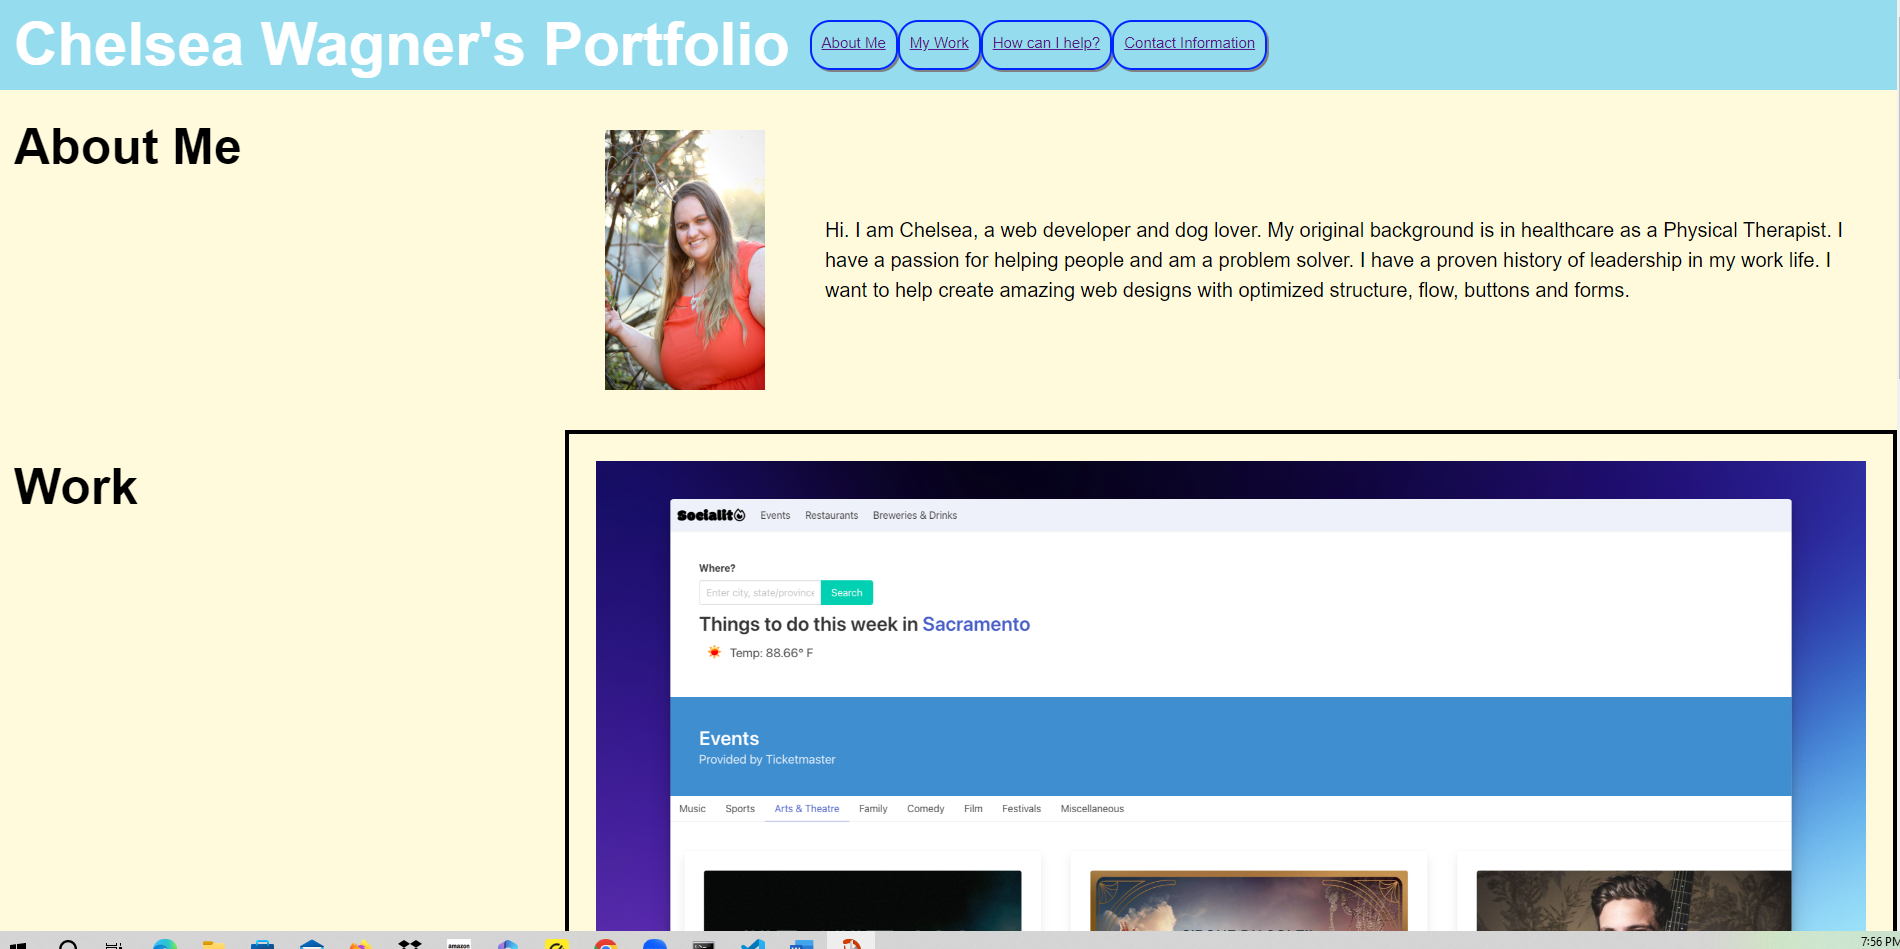 Chelsea Wagner's Portfolio
About Me My Work How can I help? Contact Information
About Me
Hi. I am Chelsea, a web developer and dog lover. My original background is in healthcare as a Physical Therapist. I
have a passion for helping people and am a problem solver. I have a proven history of leadership in my work life. I
want to help create amazing web designs with optimized structure, flow, buttons and forms.
Work
Socialit Events Restaurants Breweries & Drinks
Where?
Enter city, state/province Search
Things to do this week in Sacramento
Temp: 88.66° F
Events
Provided by Ticketmaster
Music Sports Arts & Theatre Family Comedy Film Festivals Miscellaneous
amazon
7:56 PM